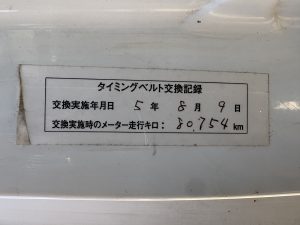 タイミングベルト交換記録
交換実施年月日 5 年 8 月 9 日
交換実施時のメーター走行キロ: 80,754 km